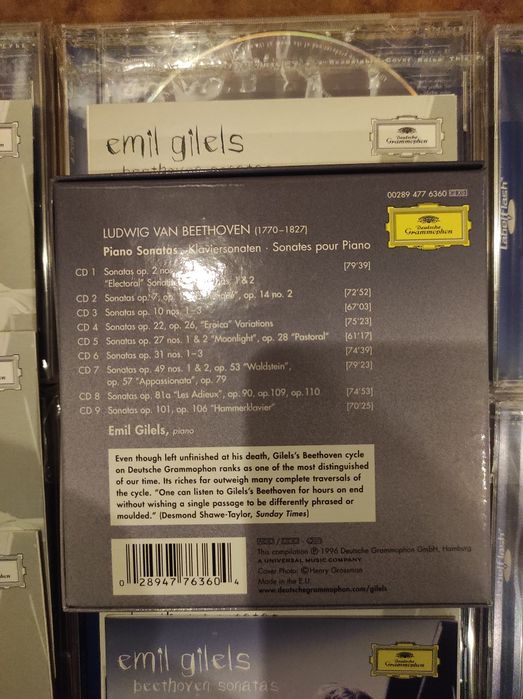 emil gilels
beethoven sonatas
Deutsche
Grammophon
00289 477 6360
LUDWIG VAN BEETHOVEN (1770–1827)
Piano Sonatas · Klaviersonaten · Sonates pour Piano
Deutsche
Grammophon
CD 1 Sonatas op. 2 nos. [79'39]
"Electoral" Sonatas 1 & 2
CD 2 Sonatas op. 7, op. 14 no. 2 [72'52]
CD 3 Sonatas op. 10 nos. 1–3 [67'03]
CD 4 Sonatas op. 22, op. 26, "Eroica" Variations [75'23]
CD 5 Sonatas op. 27 nos. 1 & 2 "Moonlight", op. 28 "Pastoral" [61'17]
CD 6 Sonatas op. 31 nos. 1–3 [74'39]
CD 7 Sonatas op. 49 nos. 1 & 2, op. 53 "Waldstein", [79'23]
op. 57 "Appassionata", op. 79
CD 8 Sonatas op. 81a "Les Adieux", op. 90, op.109, op.110 [74'53]
CD 9 Sonatas op. 101, op. 106 "Hammerklavier" [70'25]
Emil Gilels, piano
Even though left unfinished at his death, Gilels's Beethoven cycle
on Deutsche Grammophon ranks as one of the most distinguished
of our time. Its riches far outweigh many complete traversals
of the cycle. "One can listen to Gilels's Beethoven for hours on end
without wishing a single passage to be differently phrased or
moulded." (Desmond Shawe-Taylor, Sunday Times)
0 28947 76360 4
This compilation ℗ 1996 Deutsche Grammophon GmbH, Hamburg
A UNIVERSAL MUSIC COMPANY
Cover Photo: © Henry Grossman
Made in the E.U.
www.deutschegrammophon.com/gilels
labelflash
emil gilels
beethoven sonatas
Deutsche
Grammophon